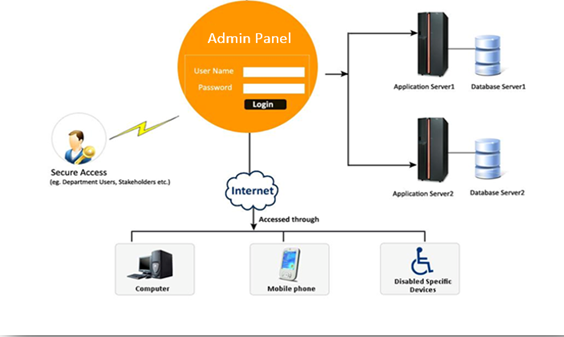 Admin Panel
User Name
Password
Login
Application Server1
Database Server1
Secure Access
(eg. Department Users, Stakeholders etc.)
Application Server2
Database Server2
Internet
Accessed through
Computer
Mobile phone
Disabled Specific
Devices